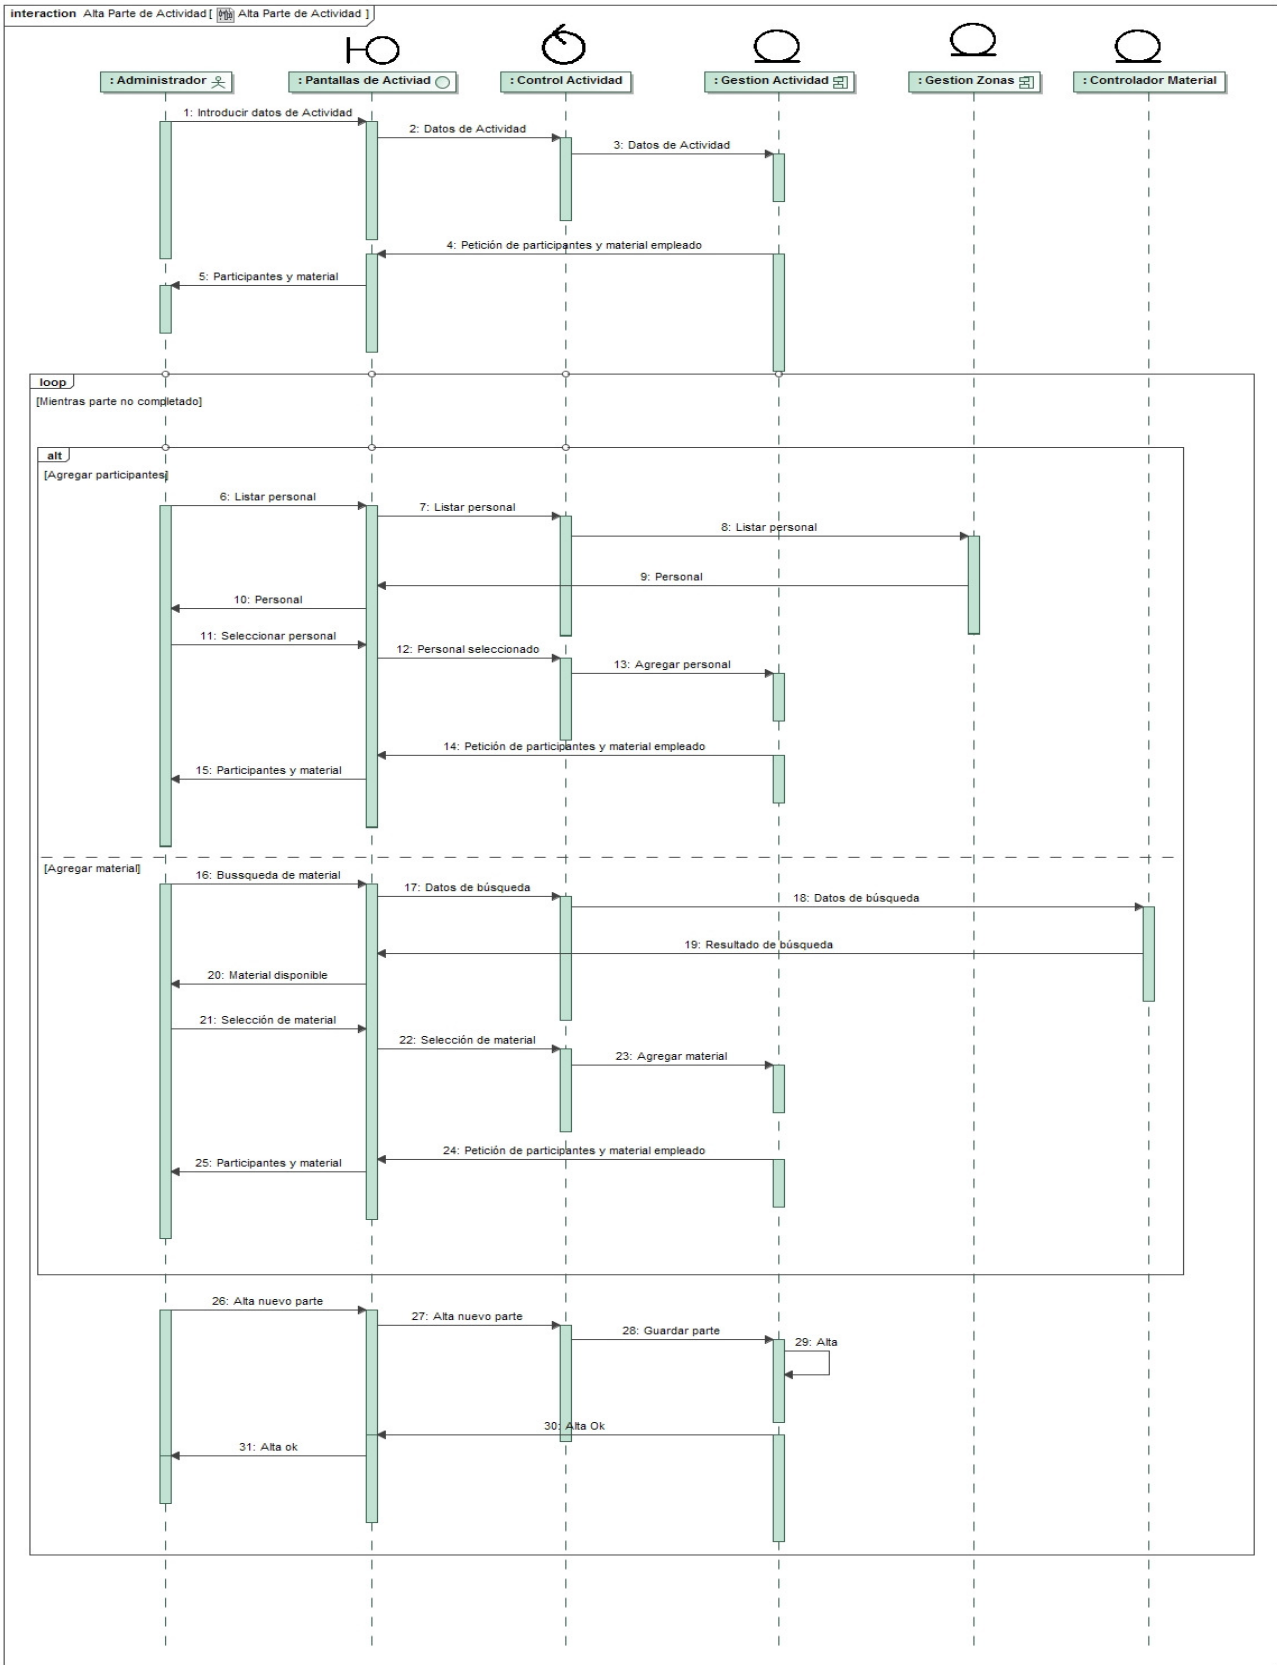 interaction Alta Parte de Actividad [ Alta Parte de Actividad ]
: Administrador
: Pantallas de Activiad
: Control Actividad
: Gestion Actividad
: Gestion Zonas
: Controlador Material
1: Introducir datos de Actividad
2: Datos de Actividad
3: Datos de Actividad
4: Petición de participantes y material empleado
5: Participantes y material
loop
[Mientras parte no completado]
alt
[Agregar participantes]
6: Listar personal
7: Listar personal
8: Listar personal
9: Personal
10: Personal
11: Seleccionar personal
12: Personal seleccionado
13: Agregar personal
14: Petición de participantes y material empleado
15: Participantes y material
[Agregar material]
16: Bussqueda de material
17: Datos de búsqueda
18: Datos de búsqueda
19: Resultado de búsqueda
20: Material disponible
21: Selección de material
22: Selección de material
23: Agregar material
24: Petición de participantes y material empleado
25: Participantes y material
26: Alta nuevo parte
27: Alta nuevo parte
28: Guardar parte
29: Alta
30: Alta Ok
31: Alta ok